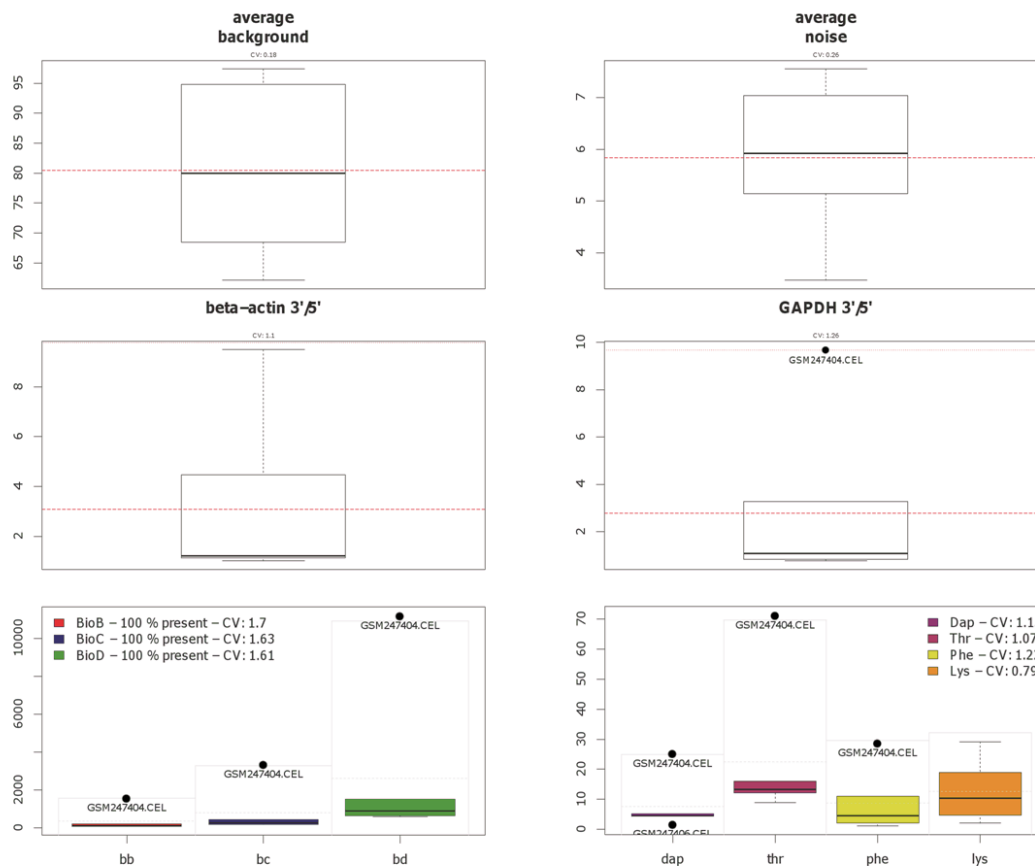 average
background
CV: 0.18
95
90
85
80
75
70
65
average
noise
CV: 0.26
7
6
5
4
beta−actin 3'/5'
CV: 1.1
8
6
4
2
GAPDH 3'/5'
CV: 1.26
10
8
6
4
2
GSM247404.CEL
BioB − 100 % present − CV: 1.7
BioC − 100 % present − CV: 1.63
BioD − 100 % present − CV: 1.61
10000
6000
2000
0
GSM247404.CEL
GSM247404.CEL
GSM247404.CEL
bb
bc
bd
Dap − CV: 1.1
Thr − CV: 1.07
Phe − CV: 1.2
Lys − CV: 0.79
70
60
50
40
30
20
10
0
GSM247404.CEL
GSM247404.CEL
GSM247404.CEL
GSM247406.CEL
dap
thr
phe
lys